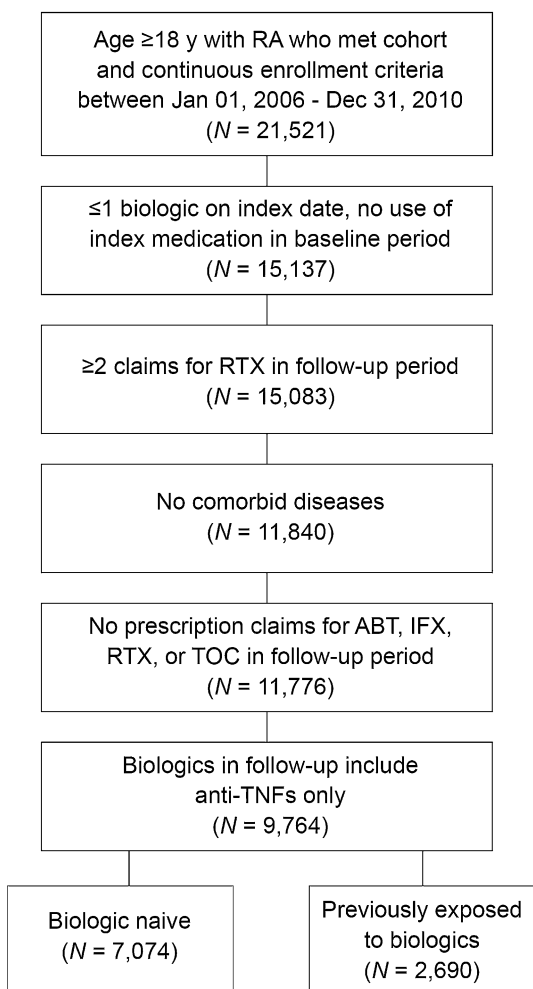 Age ≥18 y with RA who met cohort
and continuous enrollment criteria
between Jan 01, 2006 - Dec 31, 2010
(N = 21,521)
≤1 biologic on index date, no use of
index medication in baseline period
(N = 15,137)
≥2 claims for RTX in follow-up period
(N = 15,083)
No comorbid diseases
(N = 11,840)
No prescription claims for ABT, IFX,
RTX, or TOC in follow-up period
(N = 11,776)
Biologics in follow-up include
anti-TNFs only
(N = 9,764)
Biologic naive
(N = 7,074)
Previously exposed
to biologics
(N = 2,690)